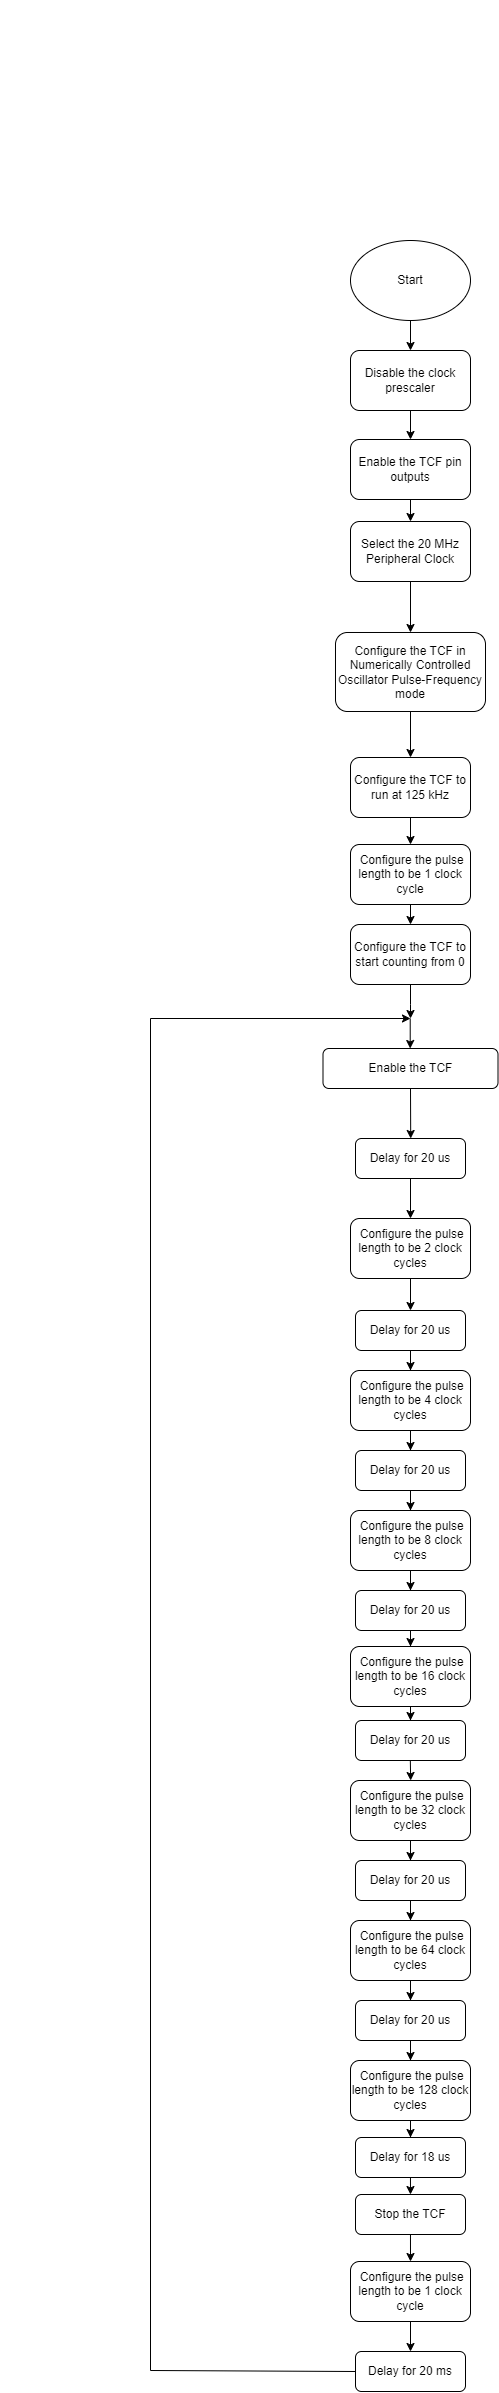 Start
Disable the clock
prescaler
Enable the TCF pin
outputs
Select the 20 MHz
Peripheral Clock
Configure the TCF in
Numerically Controlled
Oscillator Pulse-Frequency
mode
Configure the TCF to
run at 125 kHz
Configure the pulse
length to be 1 clock
cycle
Configure the TCF to
start counting from 0
Enable the TCF
Delay for 20 us
Configure the pulse
length to be 2 clock
cycles
Delay for 20 us
Configure the pulse
length to be 4 clock
cycles
Delay for 20 us
Configure the pulse
length to be 8 clock
cycles
Delay for 20 us
Configure the pulse
length to be 16 clock
cycles
Delay for 20 us
Configure the pulse
length to be 32 clock
cycles
Delay for 20 us
Configure the pulse
length to be 64 clock
cycles
Delay for 20 us
Configure the pulse
length to be 128 clock
cycles
Delay for 18 us
Stop the TCF
Configure the pulse
length to be 1 clock
cycle
Delay for 20 ms